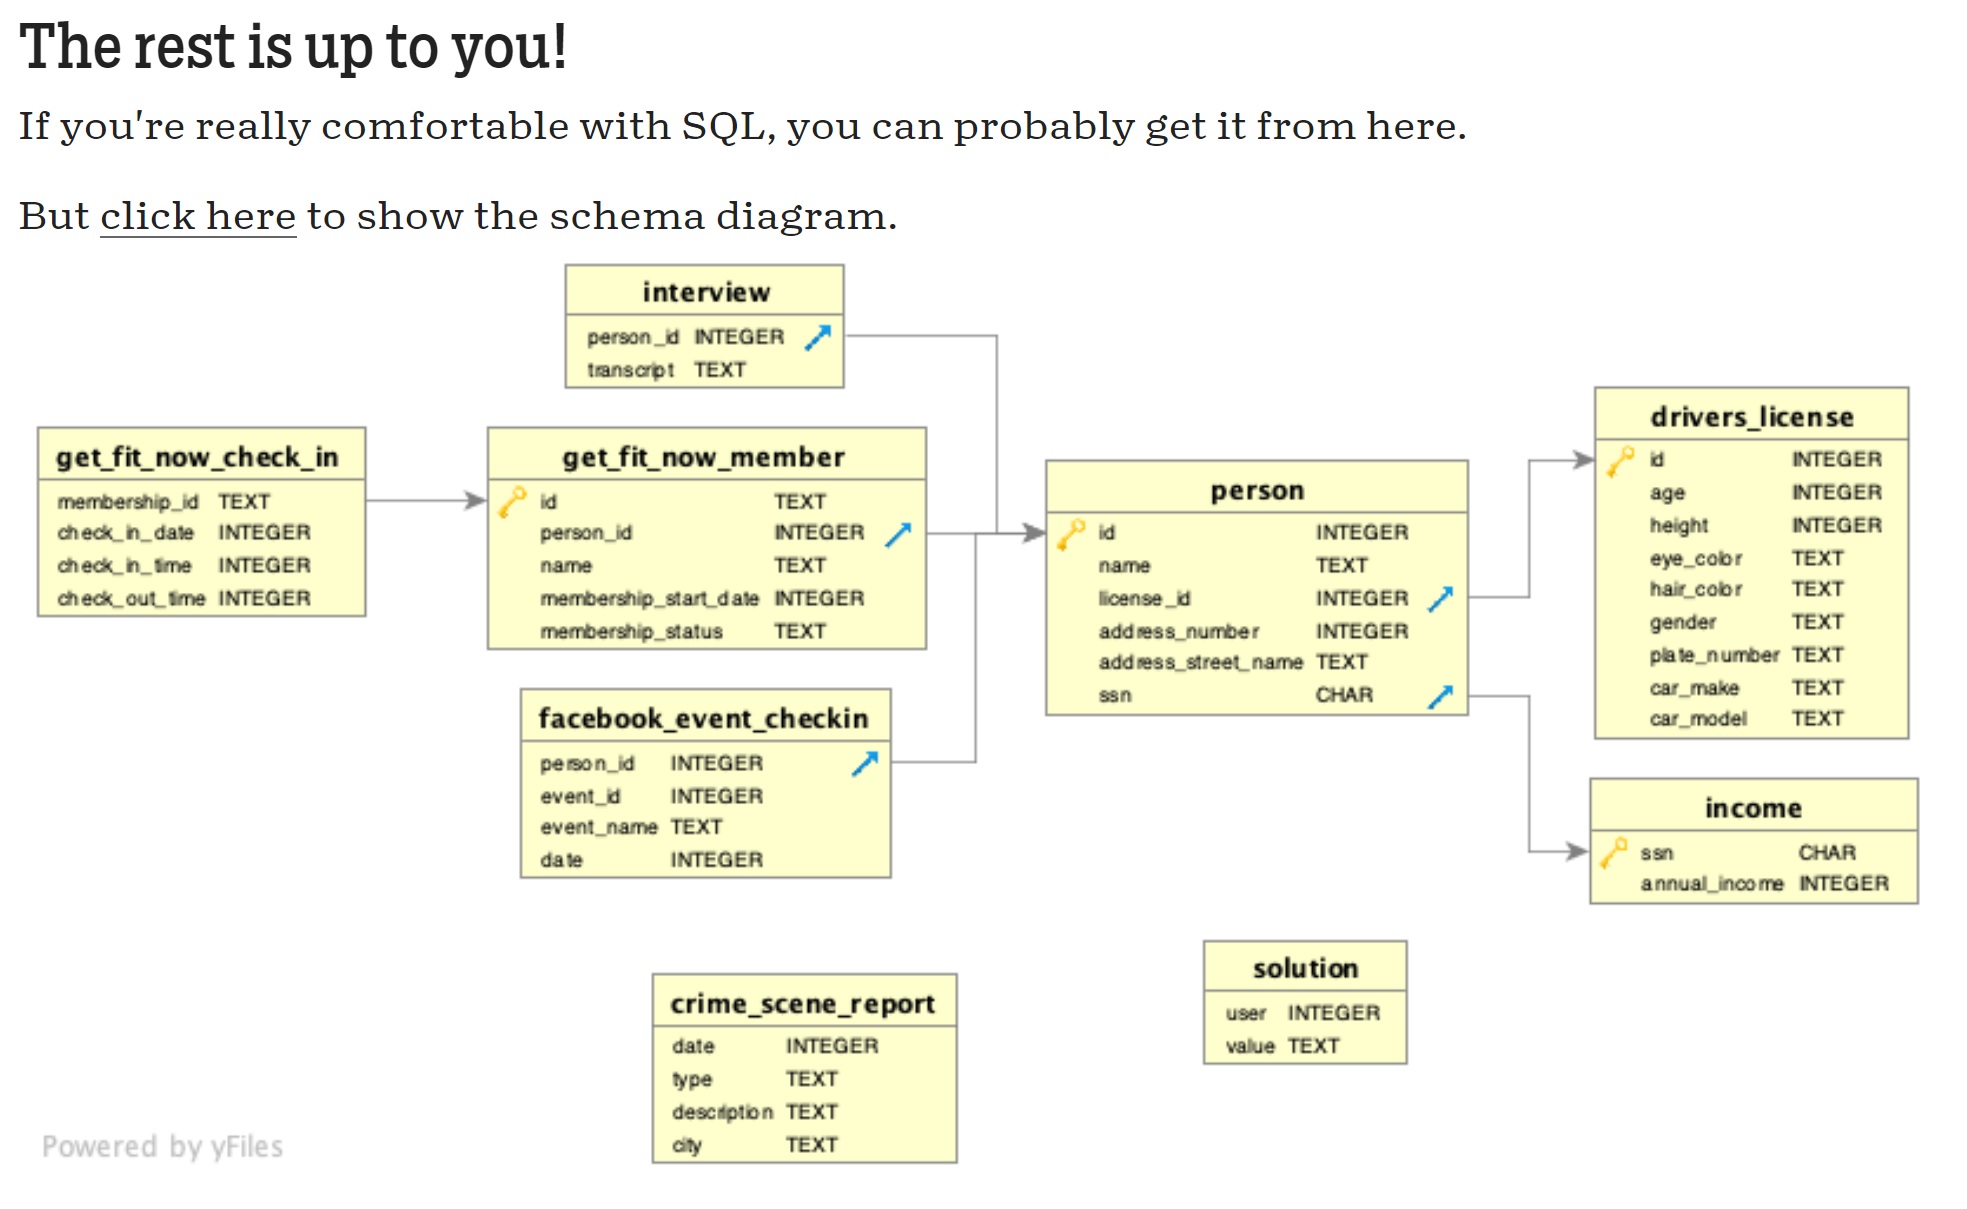 The rest is up to you!
If you're really comfortable with SQL, you can probably get it from here.
But click here to show the schema diagram.
interview
person_id INTEGER
transcript TEXT
get_fit_now_check_in
membership_id TEXT
check_in_date INTEGER
check_in_time INTEGER
check_out_time INTEGER
get_fit_now_member
id TEXT
person_id INTEGER
name TEXT
membership_start_date INTEGER
membership_status TEXT
facebook_event_checkin
person_id INTEGER
event_id INTEGER
event_name TEXT
date INTEGER
person
id INTEGER
name TEXT
license_id INTEGER
address_number INTEGER
address_street_name TEXT
ssn CHAR
drivers_license
id INTEGER
age INTEGER
height INTEGER
eye_color TEXT
hair_color TEXT
gender TEXT
plate_number TEXT
car_make TEXT
car_model TEXT
income
ssn CHAR
annual_income INTEGER
solution
user INTEGER
value TEXT
crime_scene_report
date INTEGER
type TEXT
description TEXT
city TEXT
Powered by yFiles